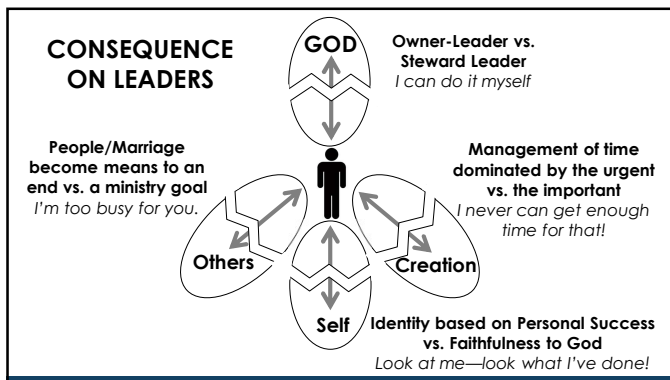 CONSEQUENCE
ON LEADERS
GOD
Owner-Leader vs.
Steward Leader
I can do it myself
People/Marriage
become means to an
end vs. a ministry goal
I'm too busy for you.
Management of time
dominated by the urgent
vs. the important
I never can get enough
time for that!
Others
Creation
Self
Identity based on Personal Success
vs. Faithfulness to God
Look at me—look what I've done!